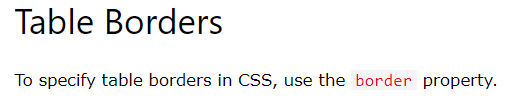 Table Borders
To specify table borders in CSS, use the border property.